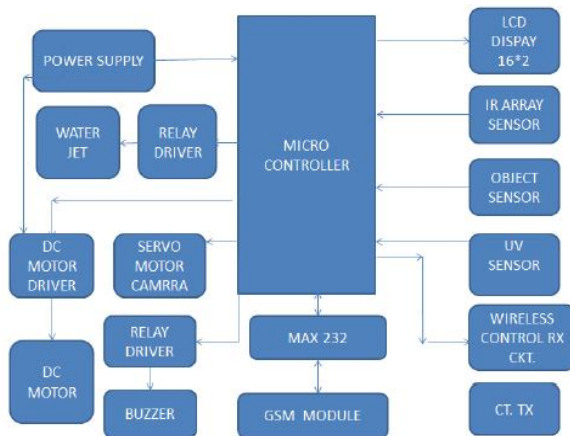 POWER SUPPLY
WATER
JET
RELAY
DRIVER
DC
MOTOR
DRIVER
SERVO
MOTOR
CAMRRA
RELAY
DRIVER
DC
MOTOR
BUZZER
MICRO
CONTROLLER
MAX 232
GSM MODULE
LCD
DISPAY
16*2
IR ARRAY
SENSOR
OBJECT
SENSOR
UV
SENSOR
WIRELESS
CONTROL RX
CKT.
CT. TX